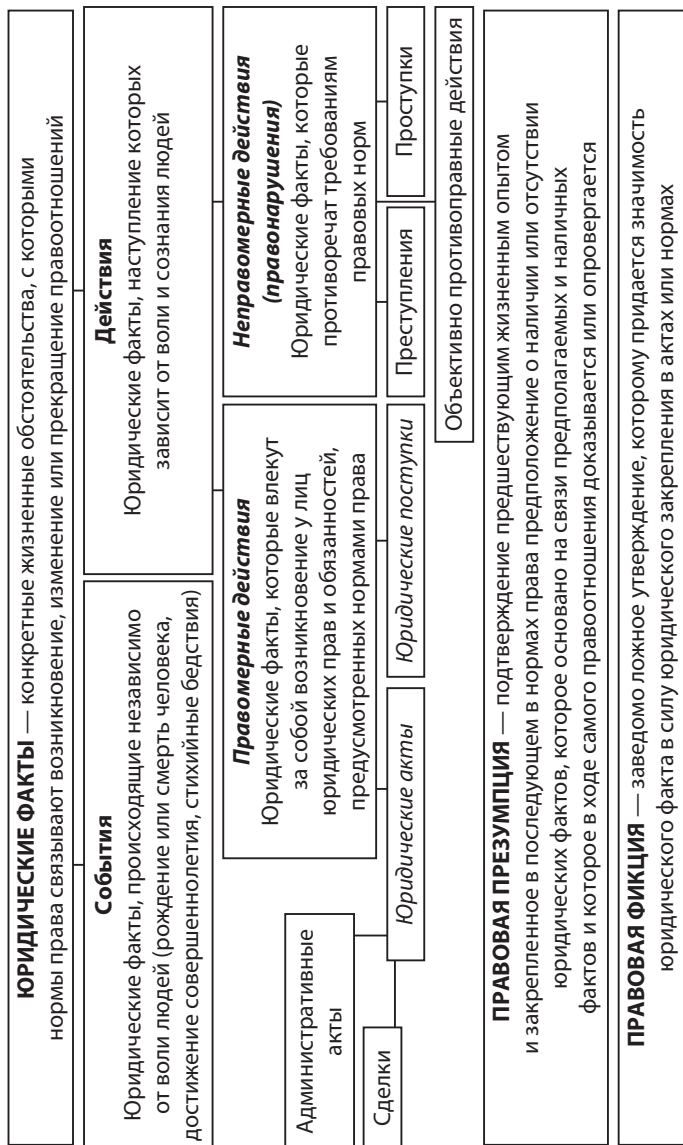 ЮРИДИЧЕСКИЕ ФАКТЫ — конкретные жизненные обстоятельства, с которыми
нормы права связывают возникновение, изменение или прекращение правоотношений
События
Юридические факты, происходящие независимо
от воли людей (рождение или смерть человека,
достижение совершеннолетия, стихийные бедствия)
Действия
Юридические факты, наступление которых
зависит от воли и сознания людей
Правомерные действия
Юридические факты, которые влекут
за собой возникновение у лиц
юридических прав и обязанностей,
предусмотренных нормами права
Неправомерные действия
(правонарушения)
Юридические факты, которые
противоречат требованиям
правовых норм
Административные
акты
Сделки
Юридические акты
Юридические поступки
Преступления
Проступки
Объективно противоправные действия
ПРАВОВАЯ ПРЕЗУМПЦИЯ — подтверждение предшествующим жизненным опытом
и закрепленное в последующем в нормах права предположение о наличии или отсутствии
юридических фактов, которое основано на связи предполагаемых и наличных
фактов и которое в ходе самого правоотношения доказывается или опровергается
ПРАВОВАЯ ФИКЦИЯ — заведомо ложное утверждение, которому придается значимость
юридического факта в силу юридического закрепления в актах или нормах